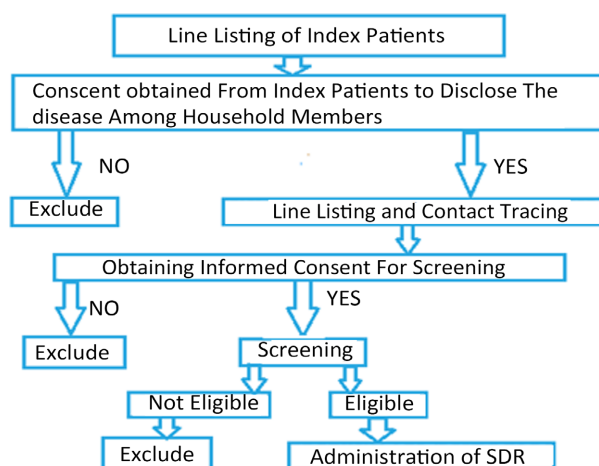 Line Listing of Index Patients
Conscent obtained From Index Patients to Disclose The
disease Among Household Members
NO
YES
Exclude
Line Listing and Contact Tracing
Obtaining Informed Consent For Screening
NO
YES
Exclude
Screening
Not Eligible
Eligible
Exclude
Administration of SDR